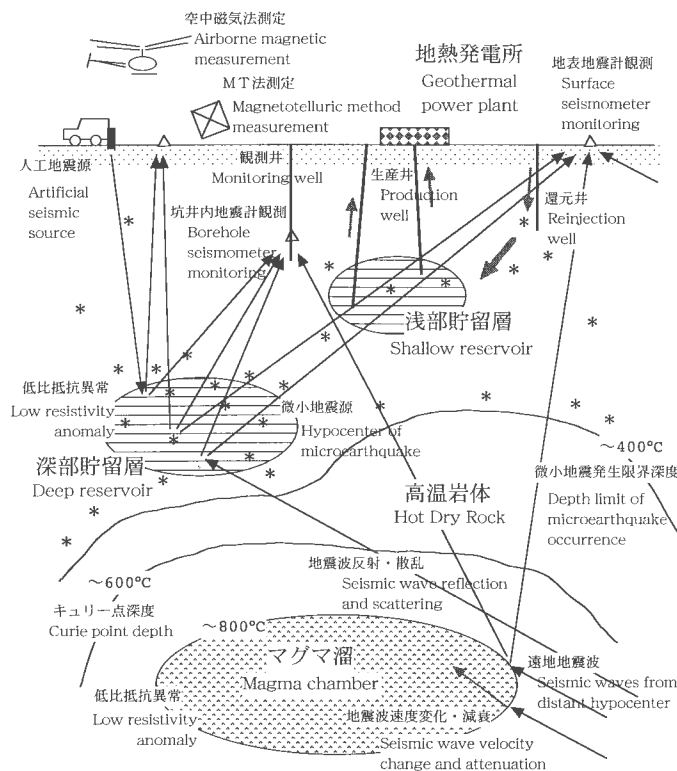 空中磁気法測定
Airborne magnetic
measurement
地熱発電所
Geothermal
power plant
地表地震計観測
Surface
seismometer
monitoring
MT法測定
Magnetotelluric method
measurement
人工地震源
Artificial
seismic
source
観測井
Monitoring well
坑井内地震計観測
Borehole
seismometer
monitoring
生産井
Production
well
還元井
Reinjection
well
浅部貯留層
Shallow reservoir
低比抵抗異常
Low resistivity
anomaly
微小地震源
Hypocenter of
microearthquake
深部貯留層
Deep reservoir
~400℃
微小地震発生限界深度
Depth limit of
microearthquake
occurrence
高温岩体
Hot Dry Rock
~600℃
キュリー点深度
Curie point depth
地震波反射・散乱
Seismic wave reflection
and scattering
~800℃
マグマ溜
Magma chamber
低比抵抗異常
Low resistivity
anomaly
遠地地震波
Seismic waves from
distant hypocenter
地震波速度変化・減衰
Seismic wave velocity
change and attenuation